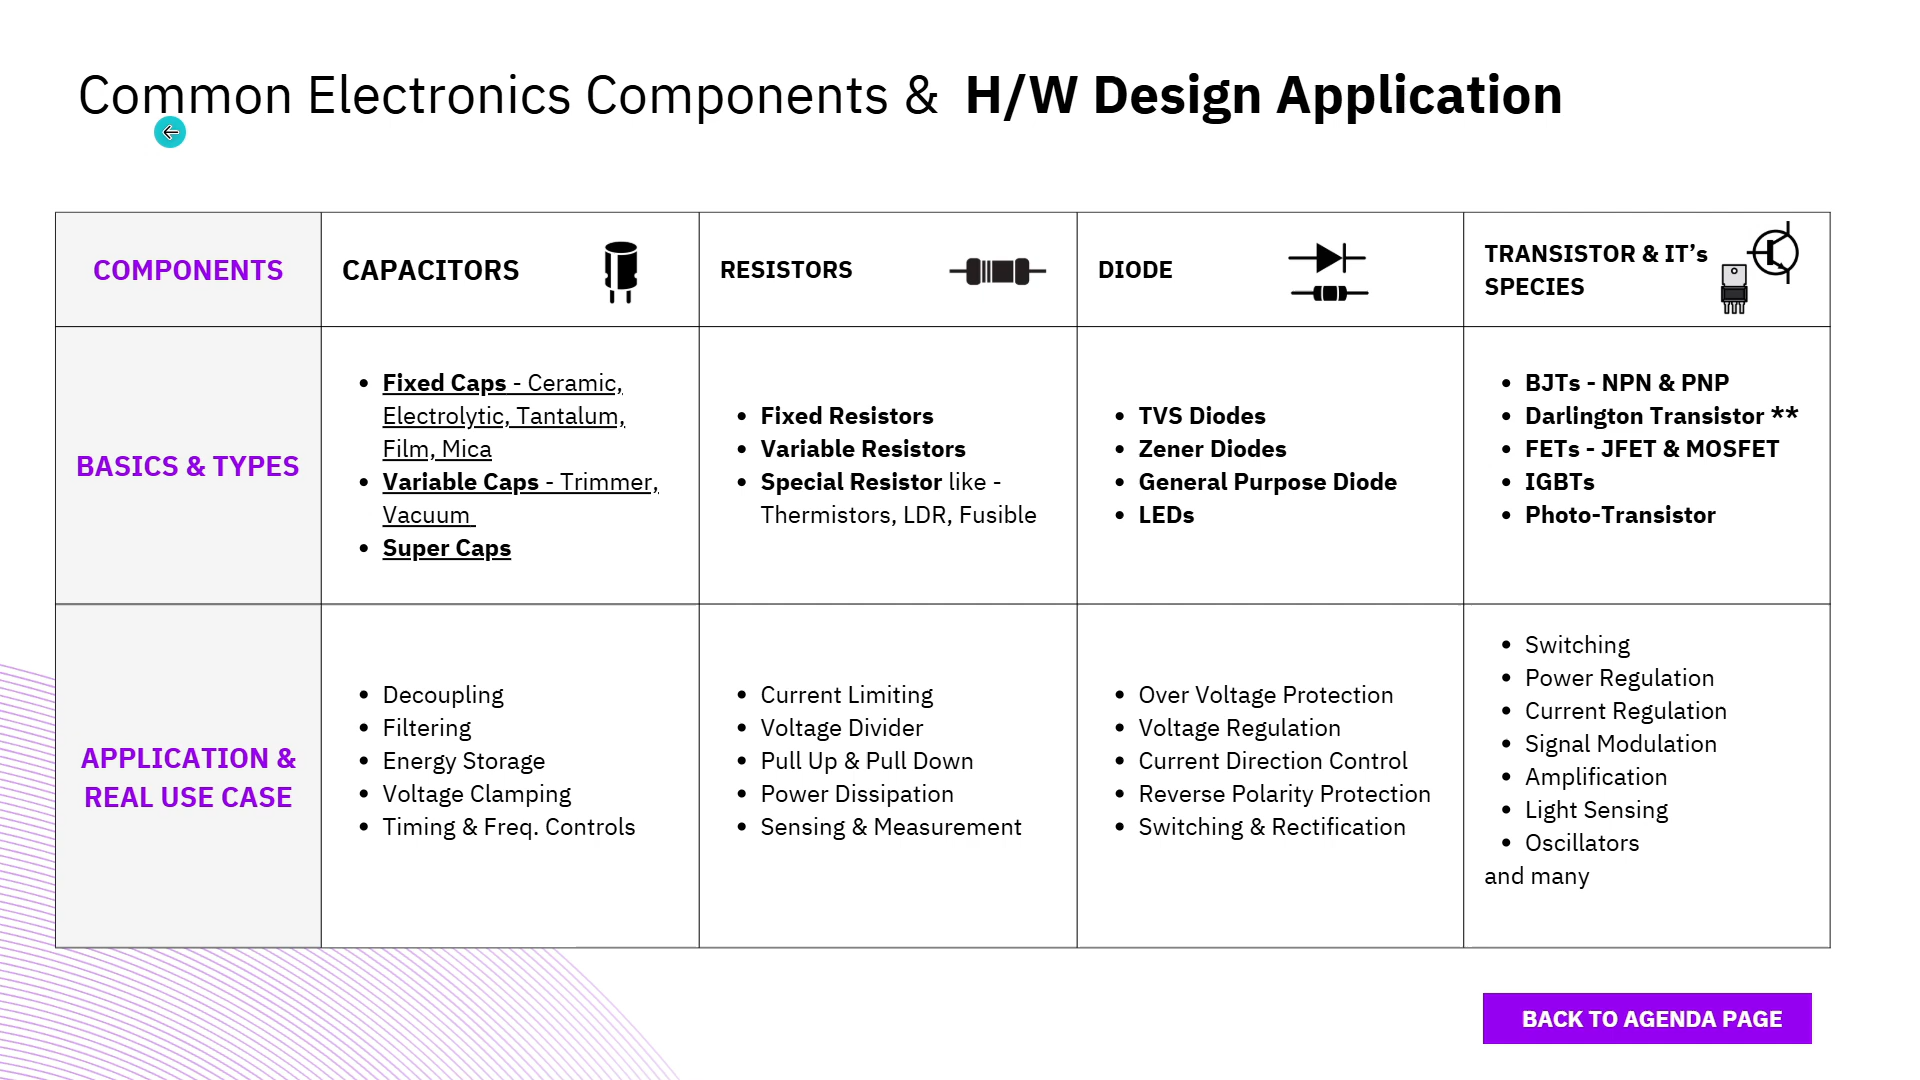 Common Electronics Components & H/W Design Application
COMPONENTS
CAPACITORS
RESISTORS
DIODE
TRANSISTOR & IT’s
SPECIES
BASICS & TYPES
• Fixed Caps - Ceramic,
Electrolytic, Tantalum,
Film, Mica
• Variable Caps - Trimmer,
Vacuum
• Super Caps
• Fixed Resistors
• Variable Resistors
• Special Resistor like -
Thermistors, LDR, Fusible
• TVS Diodes
• Zener Diodes
• General Purpose Diode
• LEDs
• BJTs - NPN & PNP
• Darlington Transistor **
• FETs - JFET & MOSFET
• IGBTs
• Photo-Transistor
APPLICATION &
REAL USE CASE
• Decoupling
• Filtering
• Energy Storage
• Voltage Clamping
• Timing & Freq. Controls
• Current Limiting
• Voltage Divider
• Pull Up & Pull Down
• Power Dissipation
• Sensing & Measurement
• Over Voltage Protection
• Voltage Regulation
• Current Direction Control
• Reverse Polarity Protection
• Switching & Rectification
• Switching
• Power Regulation
• Current Regulation
• Signal Modulation
• Amplification
• Light Sensing
• Oscillators
and many
BACK TO AGENDA PAGE